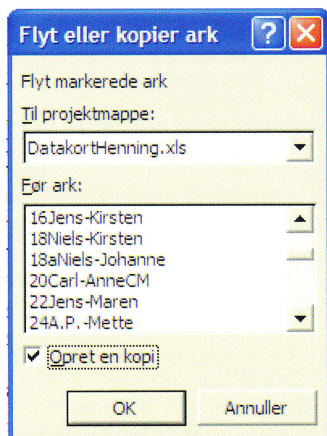 Flyt eller kopier ark
Flyt markerede ark
Til projektmappe:
DatakortHenning.xls
Før ark:
16Jens-Kirsten
18Niels-Kirsten
18aNiels-Johanne
20Carl-AnneCM
22Jens-Maren
24A.P.-Mette
Opret en kopi
OK
Annuller